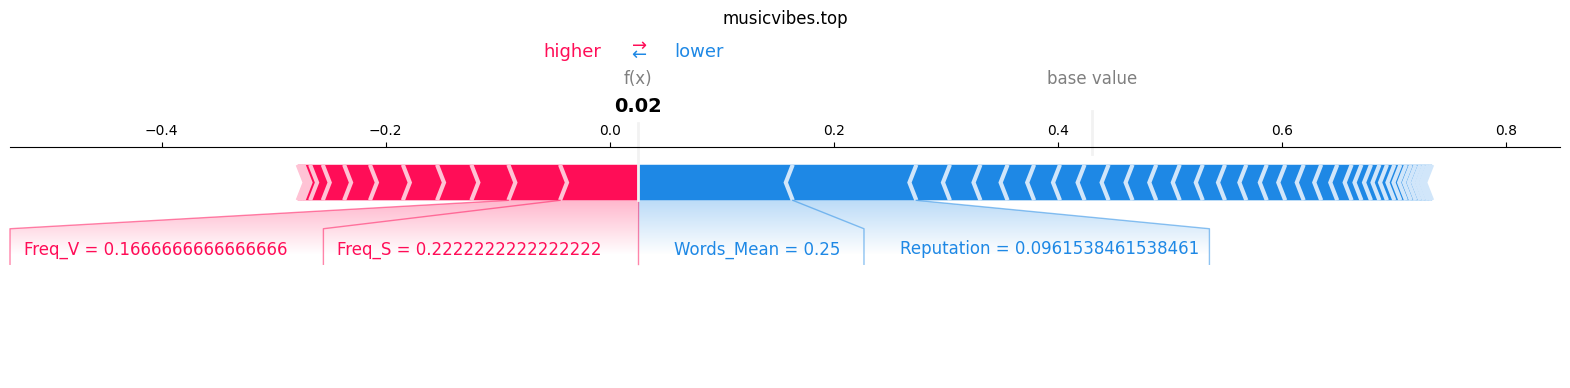 musicvibes.top
higher ⇄ lower
f(x) base value
0.02
−0.4 −0.2 0.0 0.2 0.4 0.6 0.8
Freq_V = 0.1666666666666666 Freq_S = 0.2222222222222222 Words_Mean = 0.25 Reputation = 0.0961538461538461